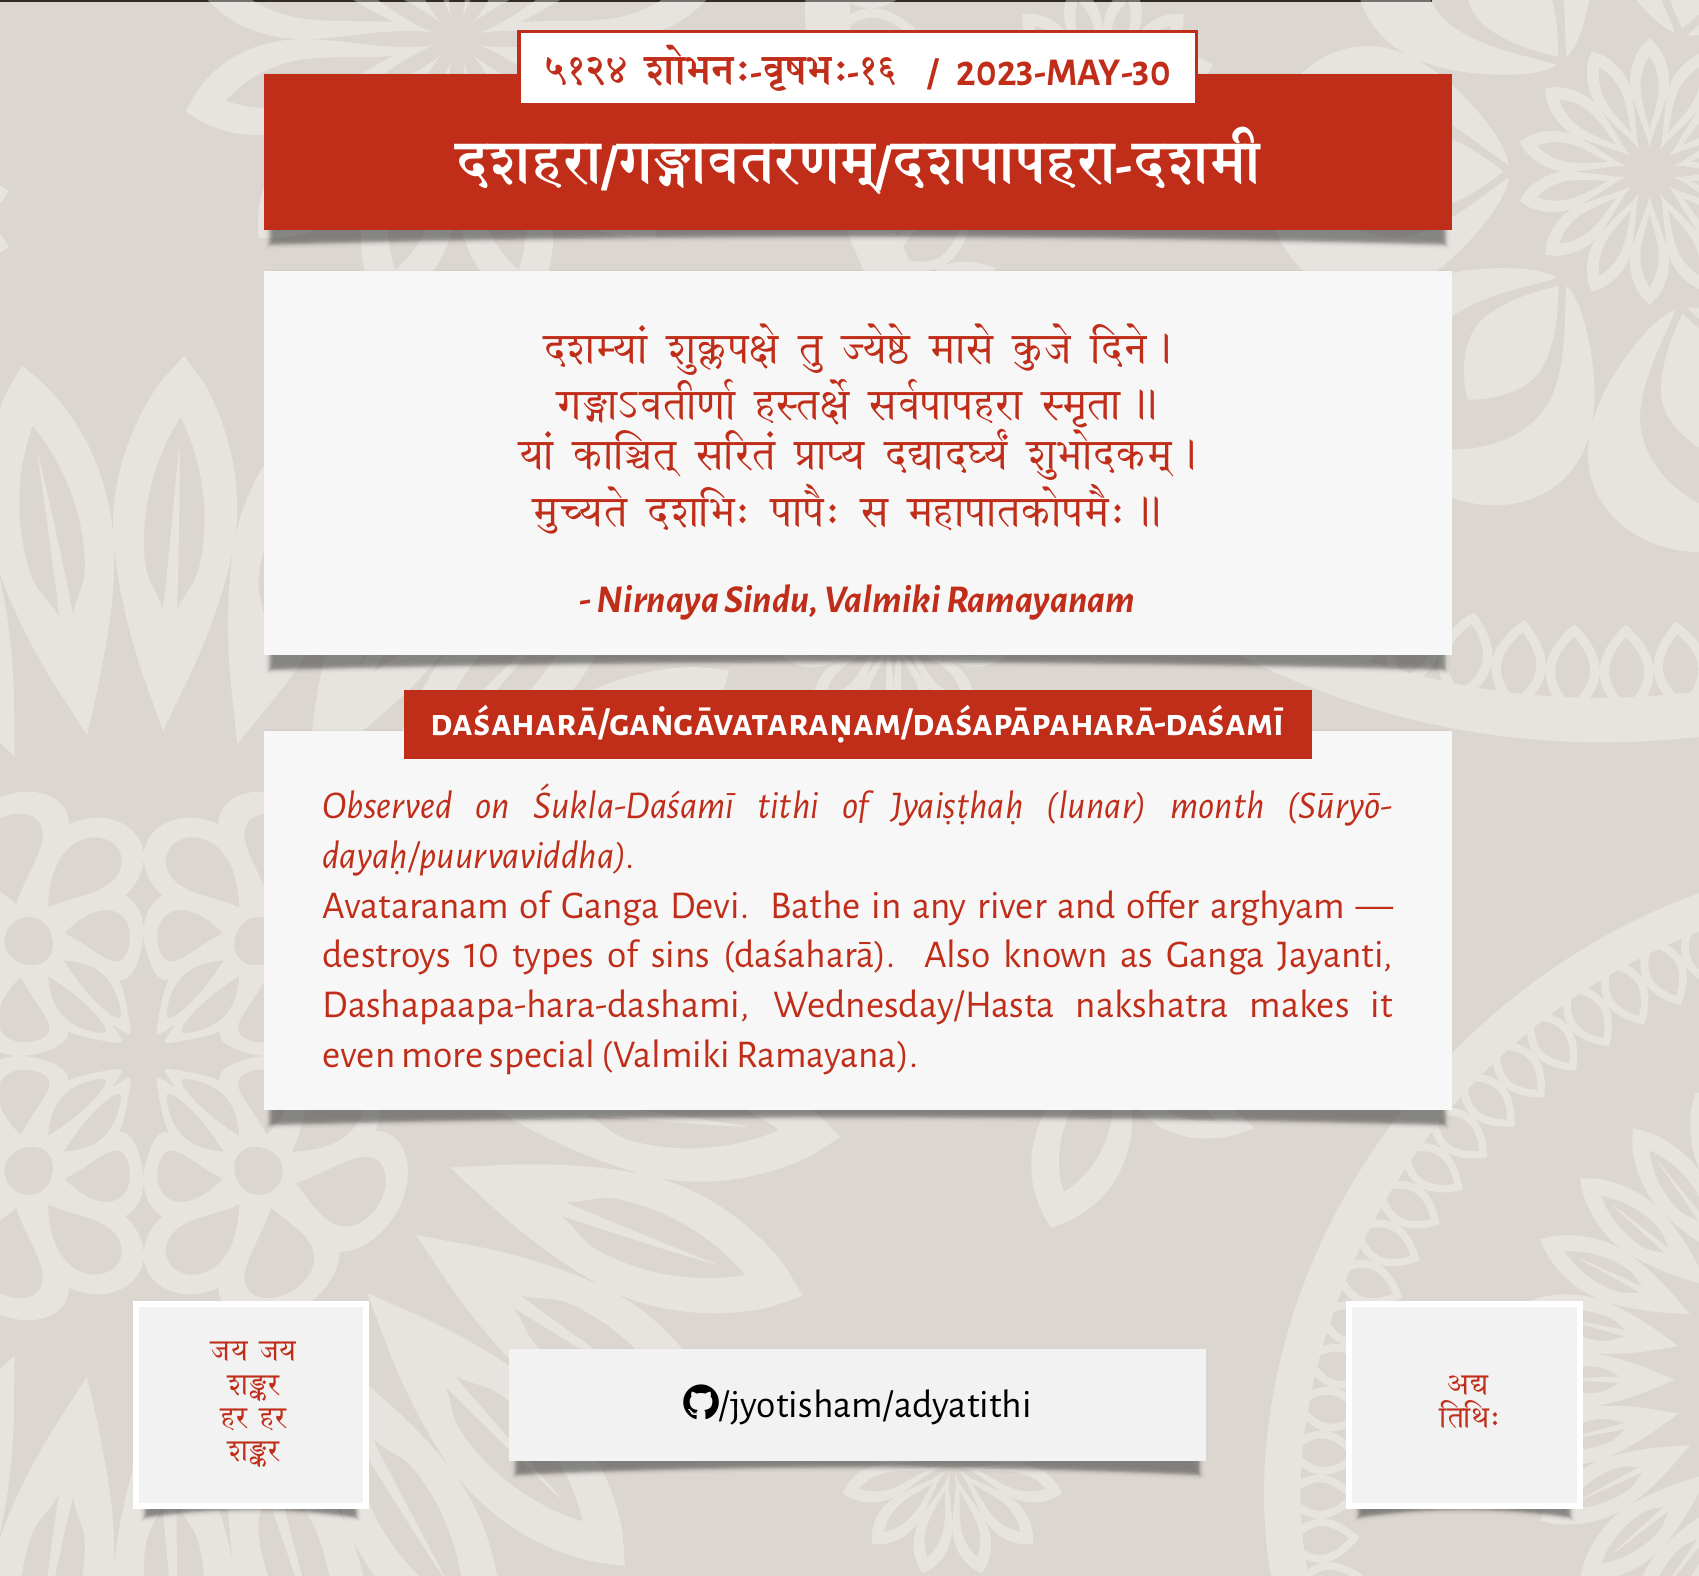 ५१२४ शोभनः-वृषभः-१६ / 2023-MAY-30
दशहरा/गङ्गावतरणम्/दशपापहरा-दशमी
दशम्यां शुक्लपक्षे तु ज्येष्ठे मासे कुजे दिने।
गङ्गाऽवतीर्णा हस्तर्क्षे सर्वपापहरा स्मृता॥
यां काञ्चित् सरितं प्राप्य दद्यादर्घ्यं शुभोदकम्।
मुच्यते दशभिः पापैः स महापातकोपमैः॥
- Nirnaya Sindu, Valmiki Ramayanam
DAŚAHARĀ/GAṄGĀVATARAṆAM/DAŚAPĀPAHARĀ-DAŚAMĪ
Observed on Śukla-Daśamī tithi of Jyaiṣṭhaḥ (lunar) month (Sūryō-
dayaḥ/puurvaviddha).
Avataranam of Ganga Devi. Bathe in any river and offer arghyam —
destroys 10 types of sins (daśaharā). Also known as Ganga Jayanti,
Dashapaapa-hara-dashami, Wednesday/Hasta nakshatra makes it
even more special (Valmiki Ramayana).
जय जय
शङ्कर
हर हर
शङ्कर
/jyotisham/adyatithi
अद्य
तिथिः